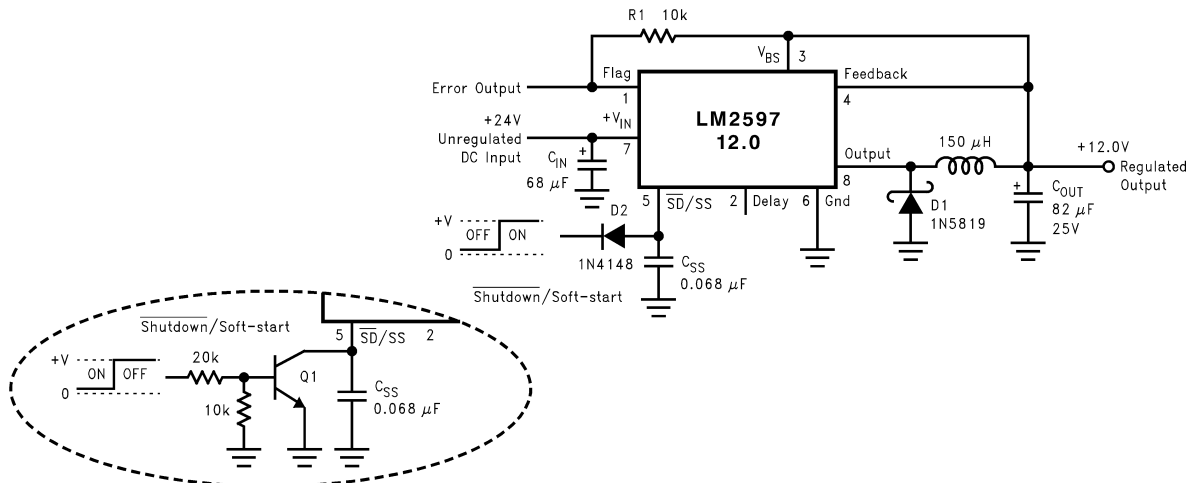 R1 10k
VBS 3
Flag
Feedback
Error Output
1
4
+24V
+VIN
LM2597
12.0
Unregulated
DC Input
7
CIN
+
68 μF
Output
8
150 μH
+12.0V
Regulated
Output
+
COUT
82 μF
25V
D1
1N5819
5 SD/SS 2 Delay 6 Gnd
+V
OFF ON
0
D2
1N4148
CSS
0.068 μF
Shutdown/Soft-start
Shutdown/Soft-start
5 SD/SS 2
+V
ON OFF
0
20k
10k
Q1
CSS
0.068 μF